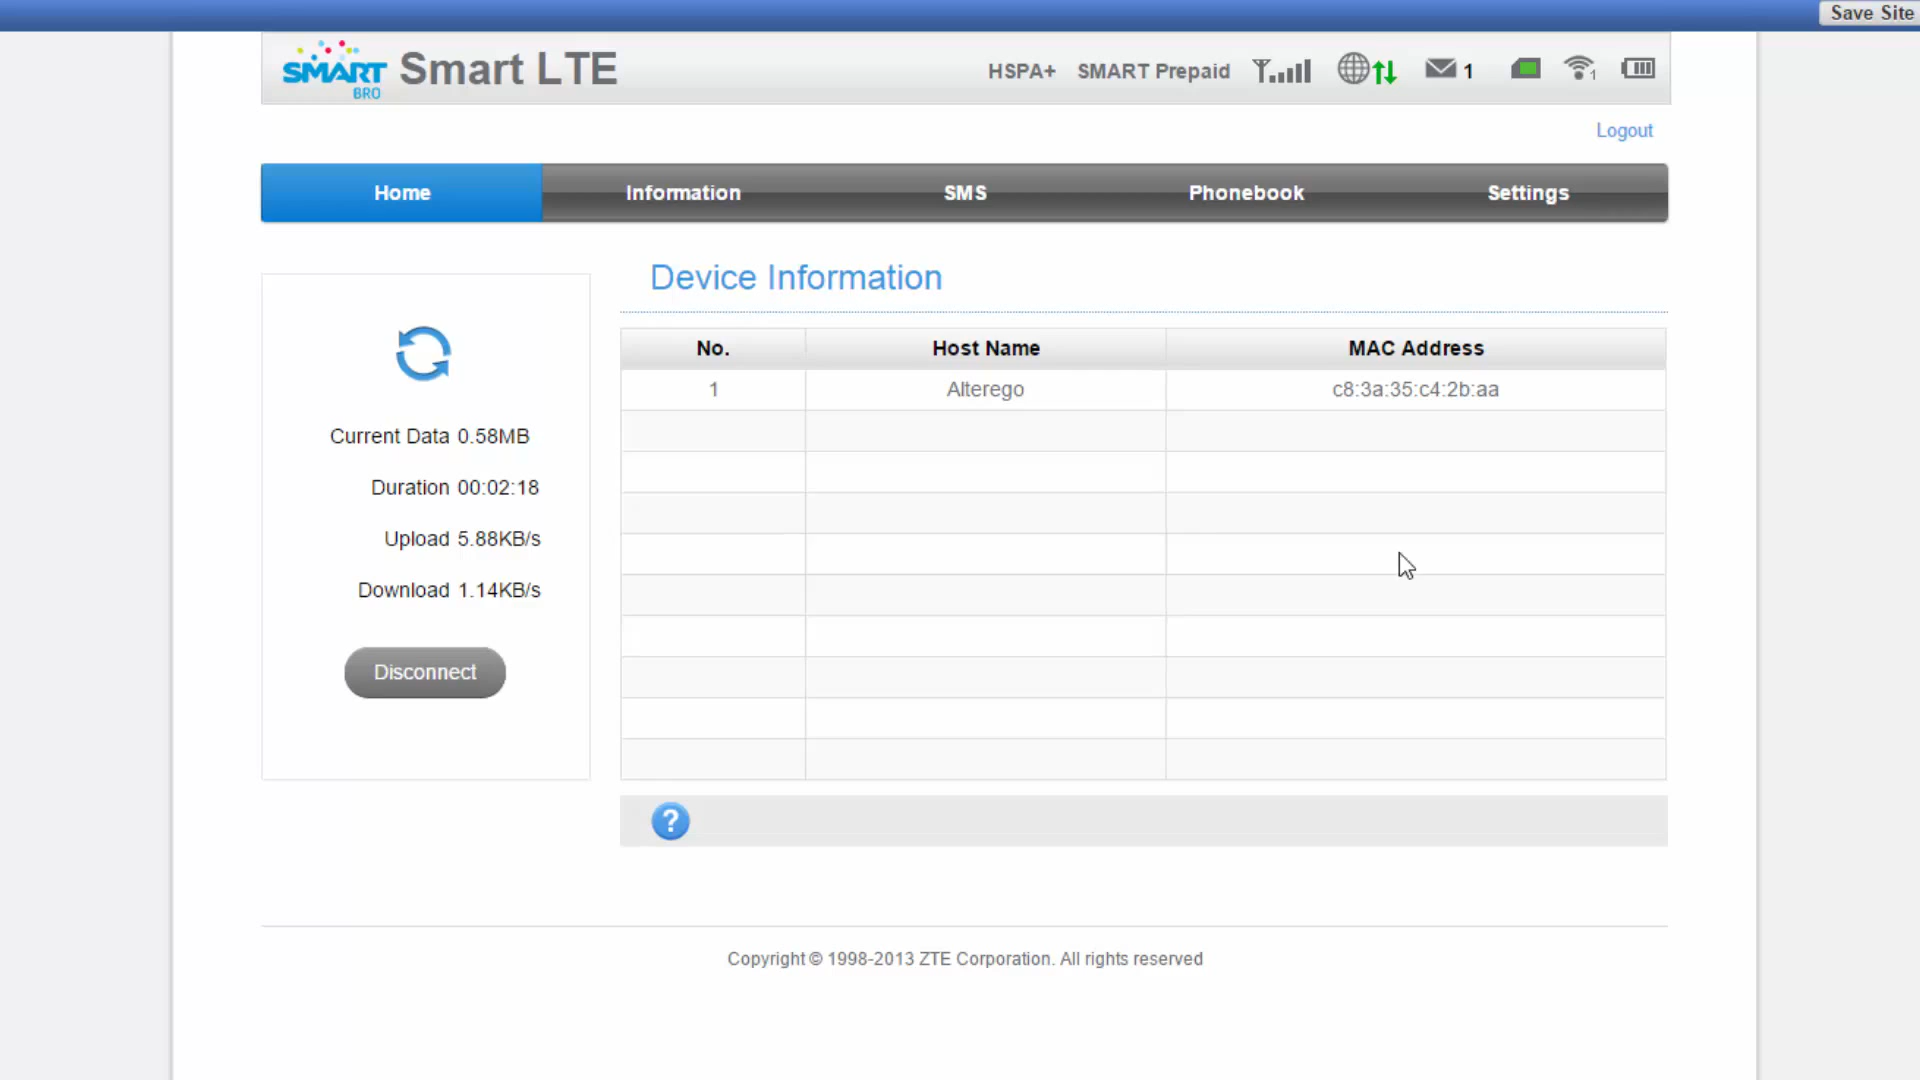 Save Site
SMART BRO Smart LTE HSPA+ SMART Prepaid 1 1
Logout
Home Information SMS Phonebook Settings
Device Information
No. Host Name MAC Address
1 Alterego c8:3a:35:c4:2b:aa
Current Data 0.58MB
Duration 00:02:18
Upload 5.88KB/s
Download 1.14KB/s
Disconnect
?
Copyright © 1998-2013 ZTE Corporation. All rights reserved